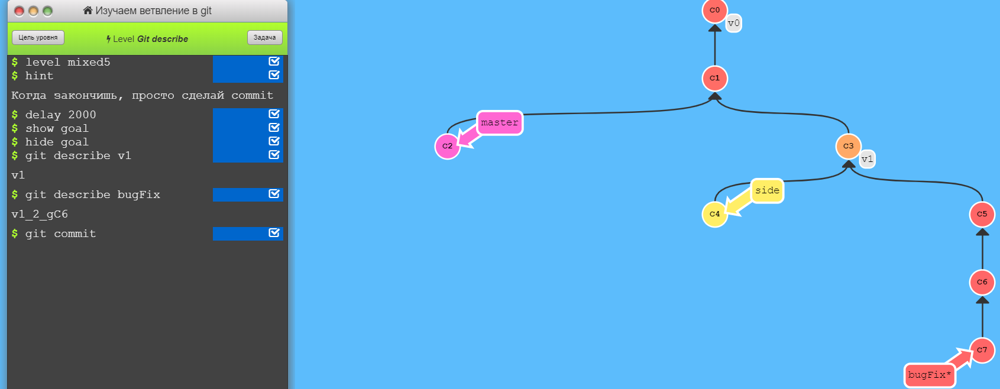 Изучаем ветвление в git
Цель уровня
Level Git describe
Задача
$ level mixed5
$ hint
Когда закончишь, просто сделай commit
$ delay 2000
$ show goal
$ hide goal
$ git describe v1
v1
$ git describe bugFix
v1_2_gC6
$ git commit
C0
v0
C1
master
C2
C3
v1
side
C4
C5
C6
C7
bugFix*